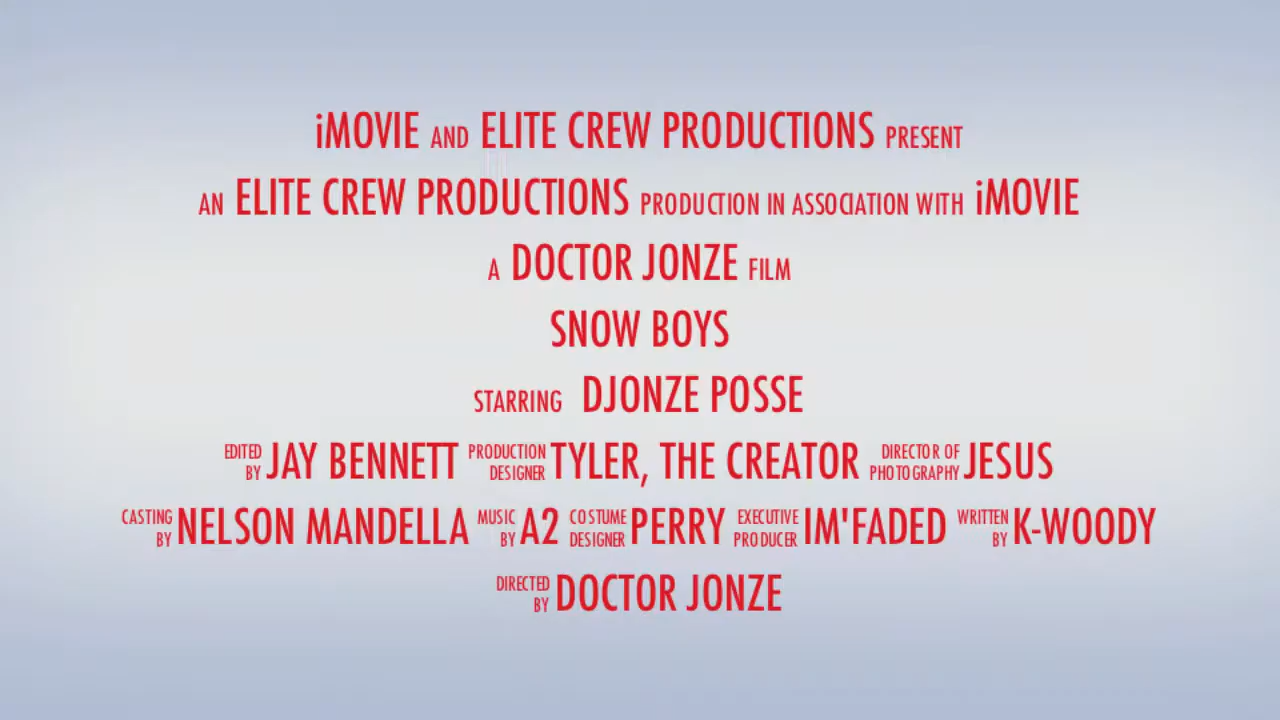 iMOVIE AND ELITE CREW PRODUCTIONS PRESENT
AN ELITE CREW PRODUCTIONS PRODUCTION IN ASSOCIATION WITH iMOVIE
A DOCTOR JONZE FILM
SNOW BOYS
STARRING DJONZE POSSE
EDITED BY JAY BENNETT PRODUCTION DESIGNER TYLER, THE CREATOR DIRECTOR OF PHOTOGRAPHY JESUS
CASTING BY NELSON MANDELLA MUSIC BY A2 COSTUME DESIGNER PERRY EXECUTIVE PRODUCER IM'FADED WRITTEN BY K-WOODY
DIRECTED BY DOCTOR JONZE